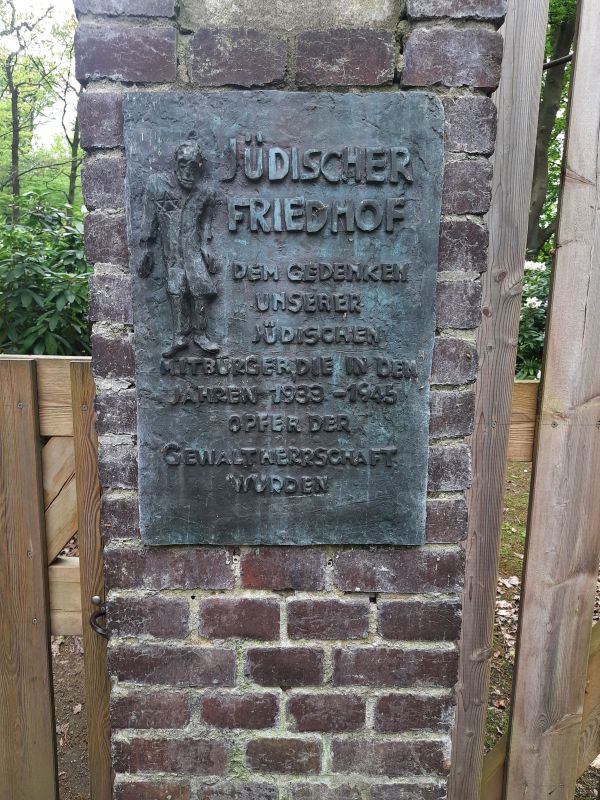 JÜDISCHER
FRIEDHOF
DEM GEDENKEN
UNSERER
JÜDISCHEN
MITBÜRGER.DIE IN DEN
JAHREN 1933-1945
OPFER DER
GEWALTHERRSCHAFT
WURDEN